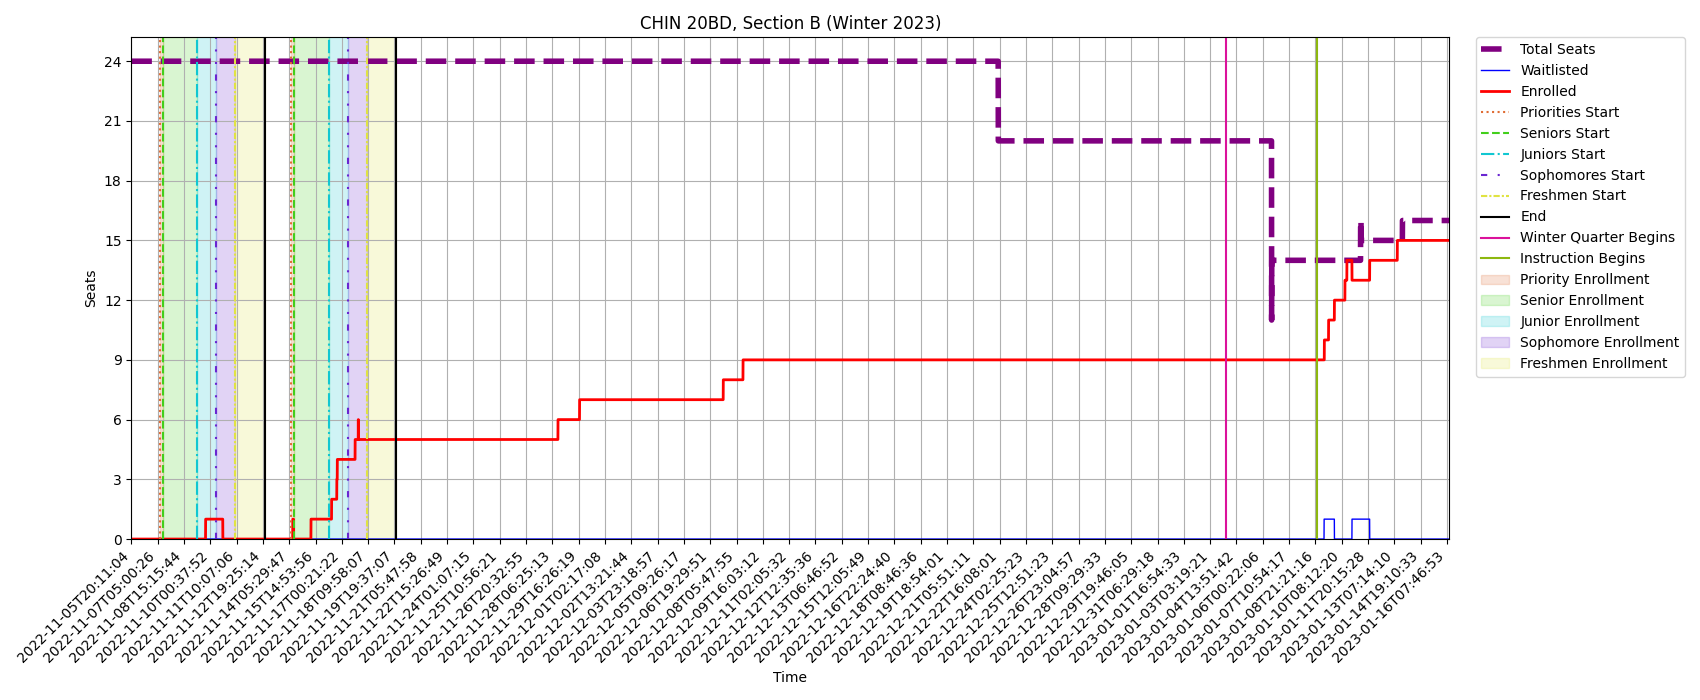 CHIN 20BD, Section B (Winter 2023)
Seats
24
21
18
15
12
9
6
3
0
2022-11-05T20:11:04
2022-11-07T05:00:26
2022-11-08T15:15:44
2022-11-10T00:37:52
2022-11-11T10:07:06
2022-11-12T19:25:14
2022-11-14T05:29:47
2022-11-15T14:53:56
2022-11-17T00:21:22
2022-11-18T09:58:07
2022-11-19T19:37:07
2022-11-21T05:47:58
2022-11-22T15:26:49
2022-11-24T01:07:15
2022-11-25T10:56:21
2022-11-26T20:32:55
2022-11-28T06:25:13
2022-11-29T16:26:19
2022-12-01T02:17:08
2022-12-02T13:21:44
2022-12-03T23:18:57
2022-12-05T09:26:17
2022-12-06T19:29:51
2022-12-08T05:47:55
2022-12-09T16:03:12
2022-12-11T02:05:32
2022-12-12T12:35:36
2022-12-13T06:46:52
2022-12-15T12:05:49
2022-12-16T22:24:40
2022-12-18T08:46:36
2022-12-19T18:54:01
2022-12-21T05:51:11
2022-12-22T16:08:01
2022-12-24T02:25:23
2022-12-25T12:51:23
2022-12-26T23:04:57
2022-12-28T09:29:33
2022-12-29T19:46:05
2022-12-31T06:29:18
2023-01-01T16:54:33
2023-01-03T03:19:21
2023-01-04T13:51:42
2023-01-06T00:22:06
2023-01-07T10:54:17
2023-01-08T21:21:16
2023-01-10T08:12:20
2023-01-11T20:15:28
2023-01-13T07:14:10
2023-01-14T19:10:33
2023-01-16T07:46:53
Time
Total Seats
Waitlisted
Enrolled
Priorities Start
Seniors Start
Juniors Start
Sophomores Start
Freshmen Start
End
Winter Quarter Begins
Instruction Begins
Priority Enrollment
Senior Enrollment
Junior Enrollment
Sophomore Enrollment
Freshmen Enrollment